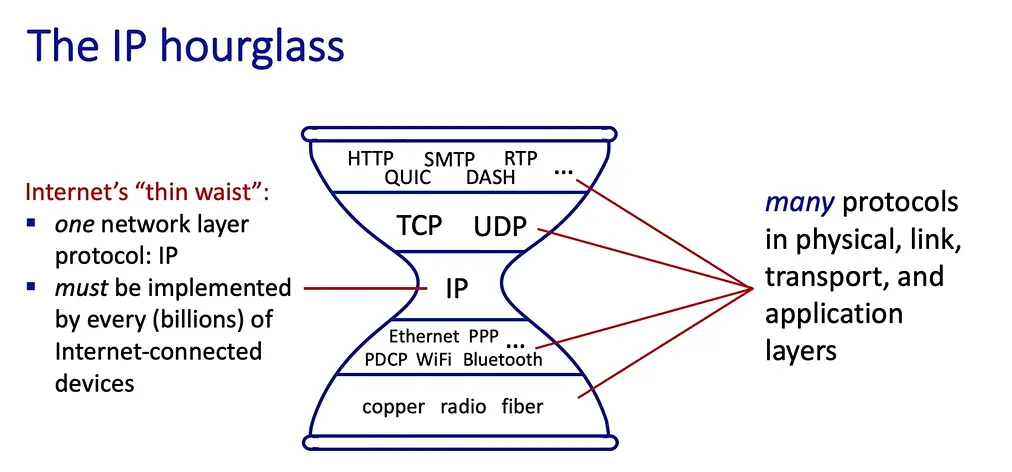 The IP hourglass
Internet's “thin waist”:
▪ one network layer
protocol: IP
▪ must be implemented
by every (billions) of
Internet-connected
devices
HTTP SMTP RTP
QUIC DASH ...
TCP UDP
IP
Ethernet PPP ...
PDCP WiFi Bluetooth
copper radio fiber
many protocols
in physical, link,
transport, and
application
layers